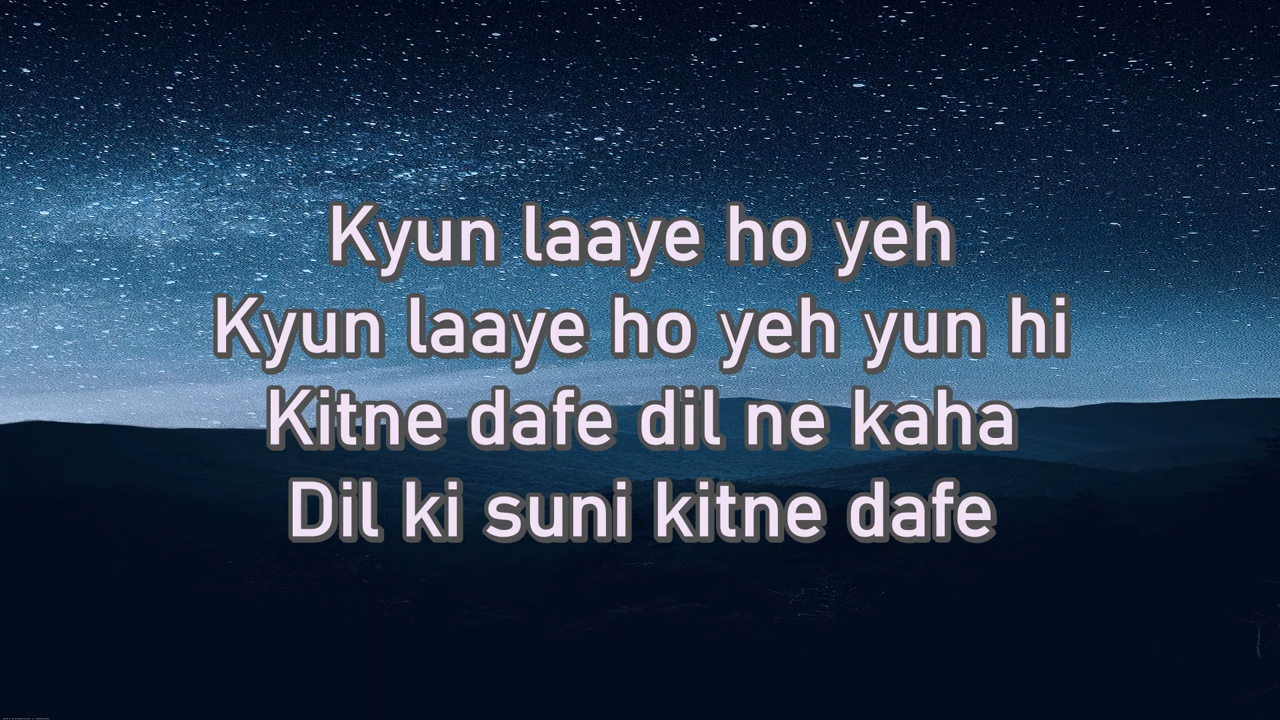 Kyun laaye ho yeh
Kyun laaye ho yeh yun hi
Kitne dafe dil ne kaha
Dil ki suni kitne dafe